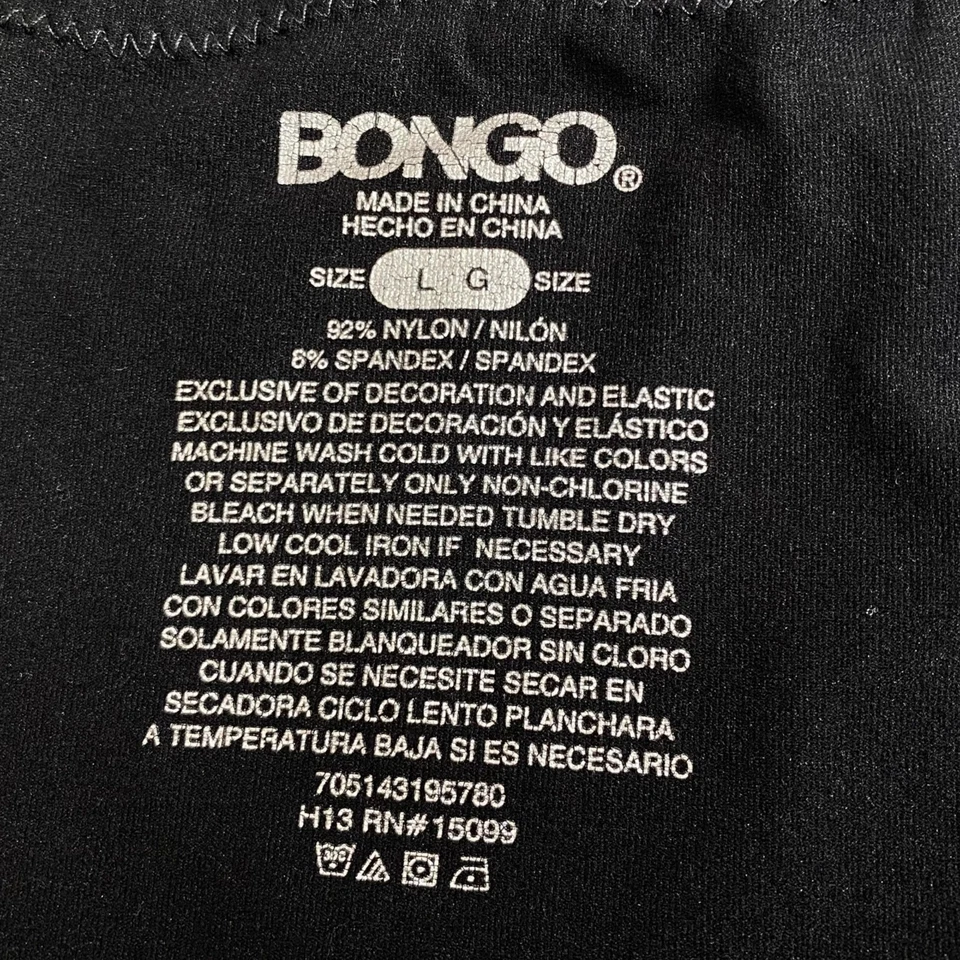 BONGO®
MADE IN CHINA
HECHO EN CHINA
SIZE L G SIZE
92% NYLON / NILÓN
8% SPANDEX / SPANDEX
EXCLUSIVE OF DECORATION AND ELASTIC
EXCLUSIVO DE DECORACIÓN Y ELÁSTICO
MACHINE WASH COLD WITH LIKE COLORS
OR SEPARATELY ONLY NON-CHLORINE
BLEACH WHEN NEEDED TUMBLE DRY
LOW COOL IRON IF NECESSARY
LAVAR EN LAVADORA CON AGUA FRIA
CON COLORES SIMILARES O SEPARADO
SOLAMENTE BLANQUEADOR SIN CLORO
CUANDO SE NECESITE SECAR EN
SECADORA CICLO LENTO PLANCHARA
A TEMPERATURA BAJA SI ES NECESARIO
705143195780
H13 RN#15099
30C